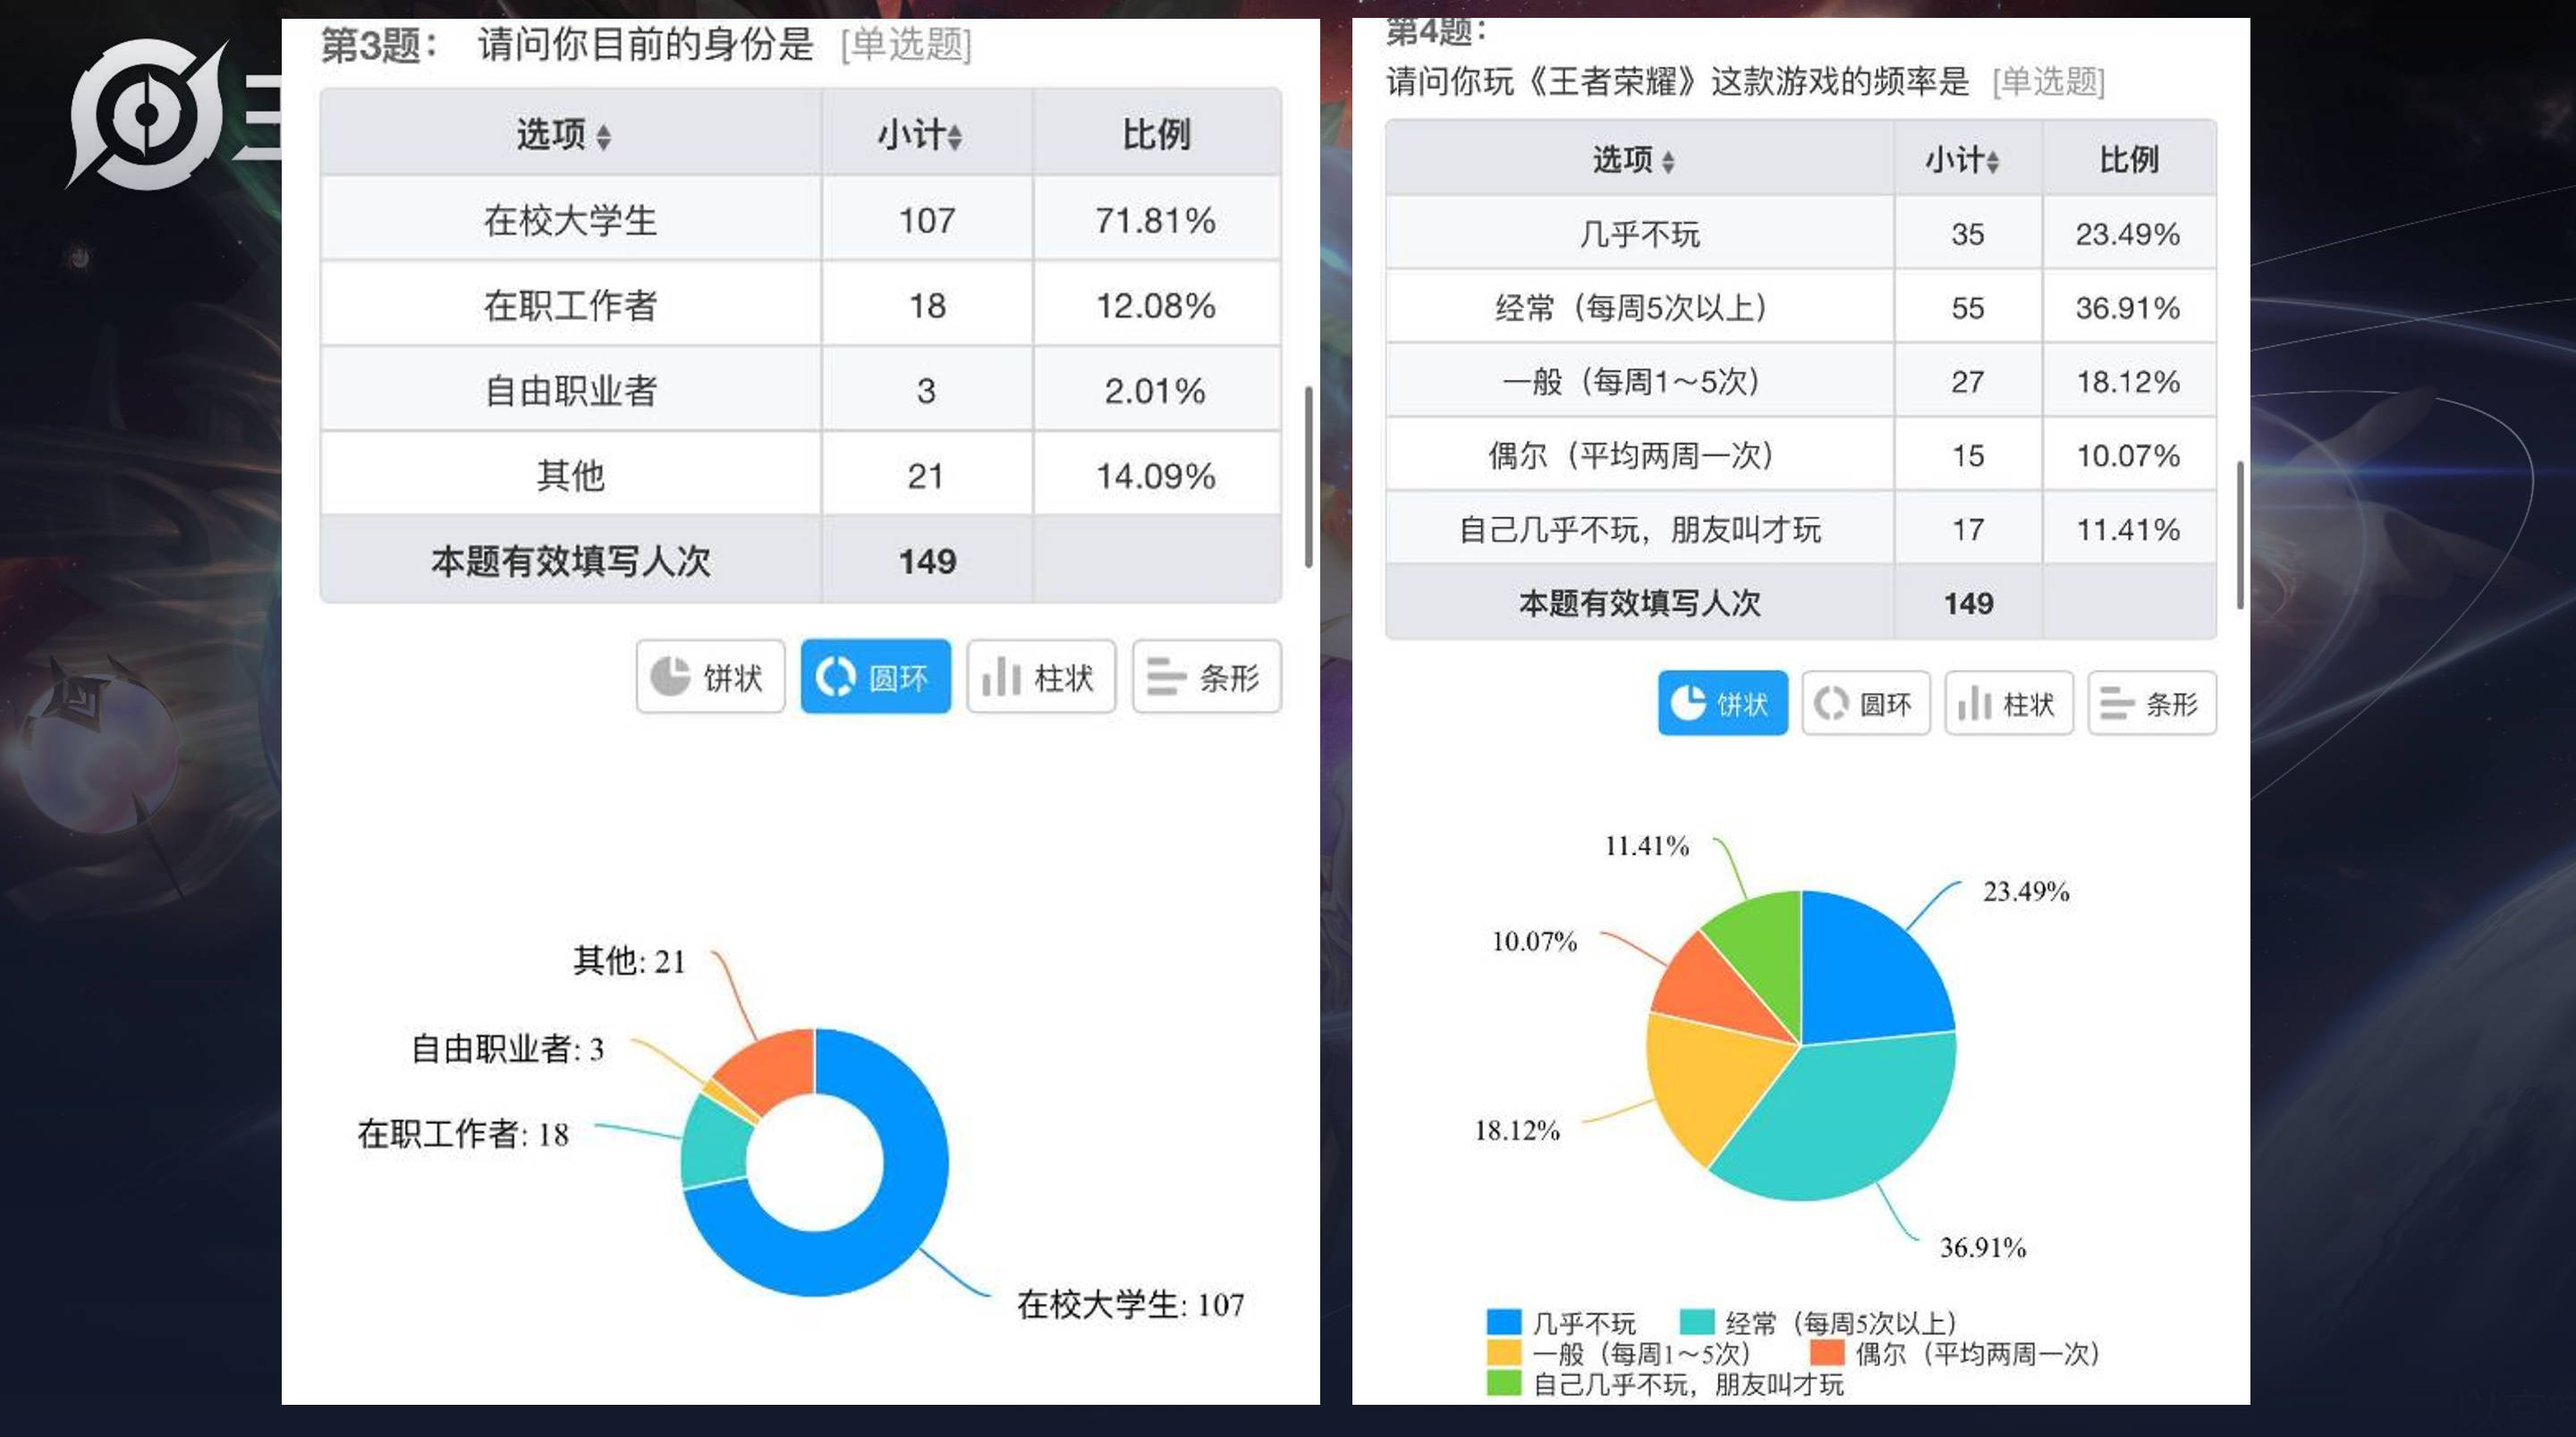 第3题： 请问你目前的身份是 [单选题]
选项 小计 比例
在校大学生 107 71.81%
在职工作者 18 12.08%
自由职业者 3 2.01%
其他 21 14.09%
本题有效填写人次 149
饼状 圆环 柱状 条形
其他: 21
自由职业者: 3
在职工作者: 18
在校大学生: 107
第4题：
请问你玩《王者荣耀》这款游戏的频率是 [单选题]
选项 小计 比例
几乎不玩 35 23.49%
经常（每周5次以上） 55 36.91%
一般（每周1～5次） 27 18.12%
偶尔（平均两周一次） 15 10.07%
自己几乎不玩，朋友叫才玩 17 11.41%
本题有效填写人次 149
饼状 圆环 柱状 条形
11.41%
23.49%
10.07%
18.12%
36.91%
几乎不玩 经常（每周5次以上）
一般（每周1～5次） 偶尔（平均两周一次）
自己几乎不玩，朋友叫才玩